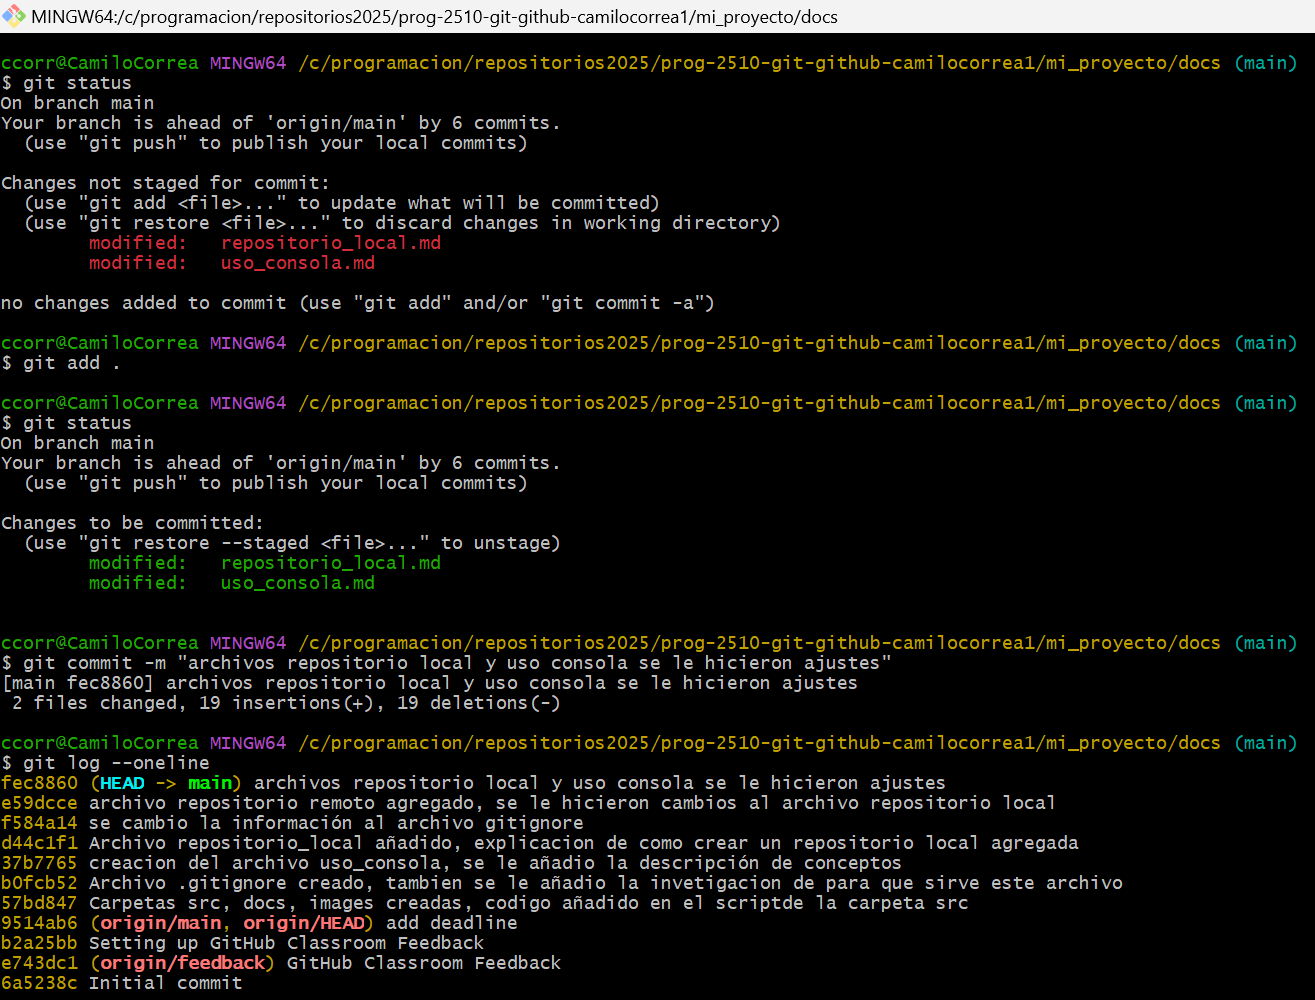 MINGW64:/c/programacion/repositorios2025/prog-2510-git-github-camilocorrea1/mi_proyecto/docs
ccorr@CamiloCorrea MINGW64 /c/programacion/repositorios2025/prog-2510-git-github-camilocorrea1/mi_proyecto/docs (main)
$ git status
On branch main
Your branch is ahead of 'origin/main' by 6 commits.
  (use "git push" to publish your local commits)
Changes not staged for commit:
  (use "git add <file>..." to update what will be committed)
  (use "git restore <file>..." to discard changes in working directory)
        modified:   repositorio_local.md
        modified:   uso_consola.md
no changes added to commit (use "git add" and/or "git commit -a")
ccorr@CamiloCorrea MINGW64 /c/programacion/repositorios2025/prog-2510-git-github-camilocorrea1/mi_proyecto/docs (main)
$ git add .
ccorr@CamiloCorrea MINGW64 /c/programacion/repositorios2025/prog-2510-git-github-camilocorrea1/mi_proyecto/docs (main)
$ git status
On branch main
Your branch is ahead of 'origin/main' by 6 commits.
  (use "git push" to publish your local commits)
Changes to be committed:
  (use "git restore --staged <file>..." to unstage)
        modified:   repositorio_local.md
        modified:   uso_consola.md
ccorr@CamiloCorrea MINGW64 /c/programacion/repositorios2025/prog-2510-git-github-camilocorrea1/mi_proyecto/docs (main)
$ git commit -m "archivos repositorio local y uso consola se le hicieron ajustes"
[main fec8860] archivos repositorio local y uso consola se le hicieron ajustes
 2 files changed, 19 insertions(+), 19 deletions(-)
ccorr@CamiloCorrea MINGW64 /c/programacion/repositorios2025/prog-2510-git-github-camilocorrea1/mi_proyecto/docs (main)
$ git log --oneline
fec8860 (HEAD -> main) archivos repositorio local y uso consola se le hicieron ajustes
e59dcce archivo repositorio remoto agregado, se le hicieron cambios al archivo repositorio local
f584a14 se cambio la información al archivo gitignore
d44c1f1 Archivo repositorio_local añadido, explicacion de como crear un repositorio local agregada
37b7765 creacion del archivo uso_consola, se le añadio la descripción de conceptos
b0fcb52 Archivo .gitignore creado, tambien se le añadio la invetigacion de para que sirve este archivo
57bd847 Carpetas src, docs, images creadas, codigo añadido en el scriptde la carpeta src
9514ab6 (origin/main, origin/HEAD) add deadline
b2a25bb Setting up GitHub Classroom Feedback
e743dc1 (origin/feedback) GitHub Classroom Feedback
6a5238c Initial commit